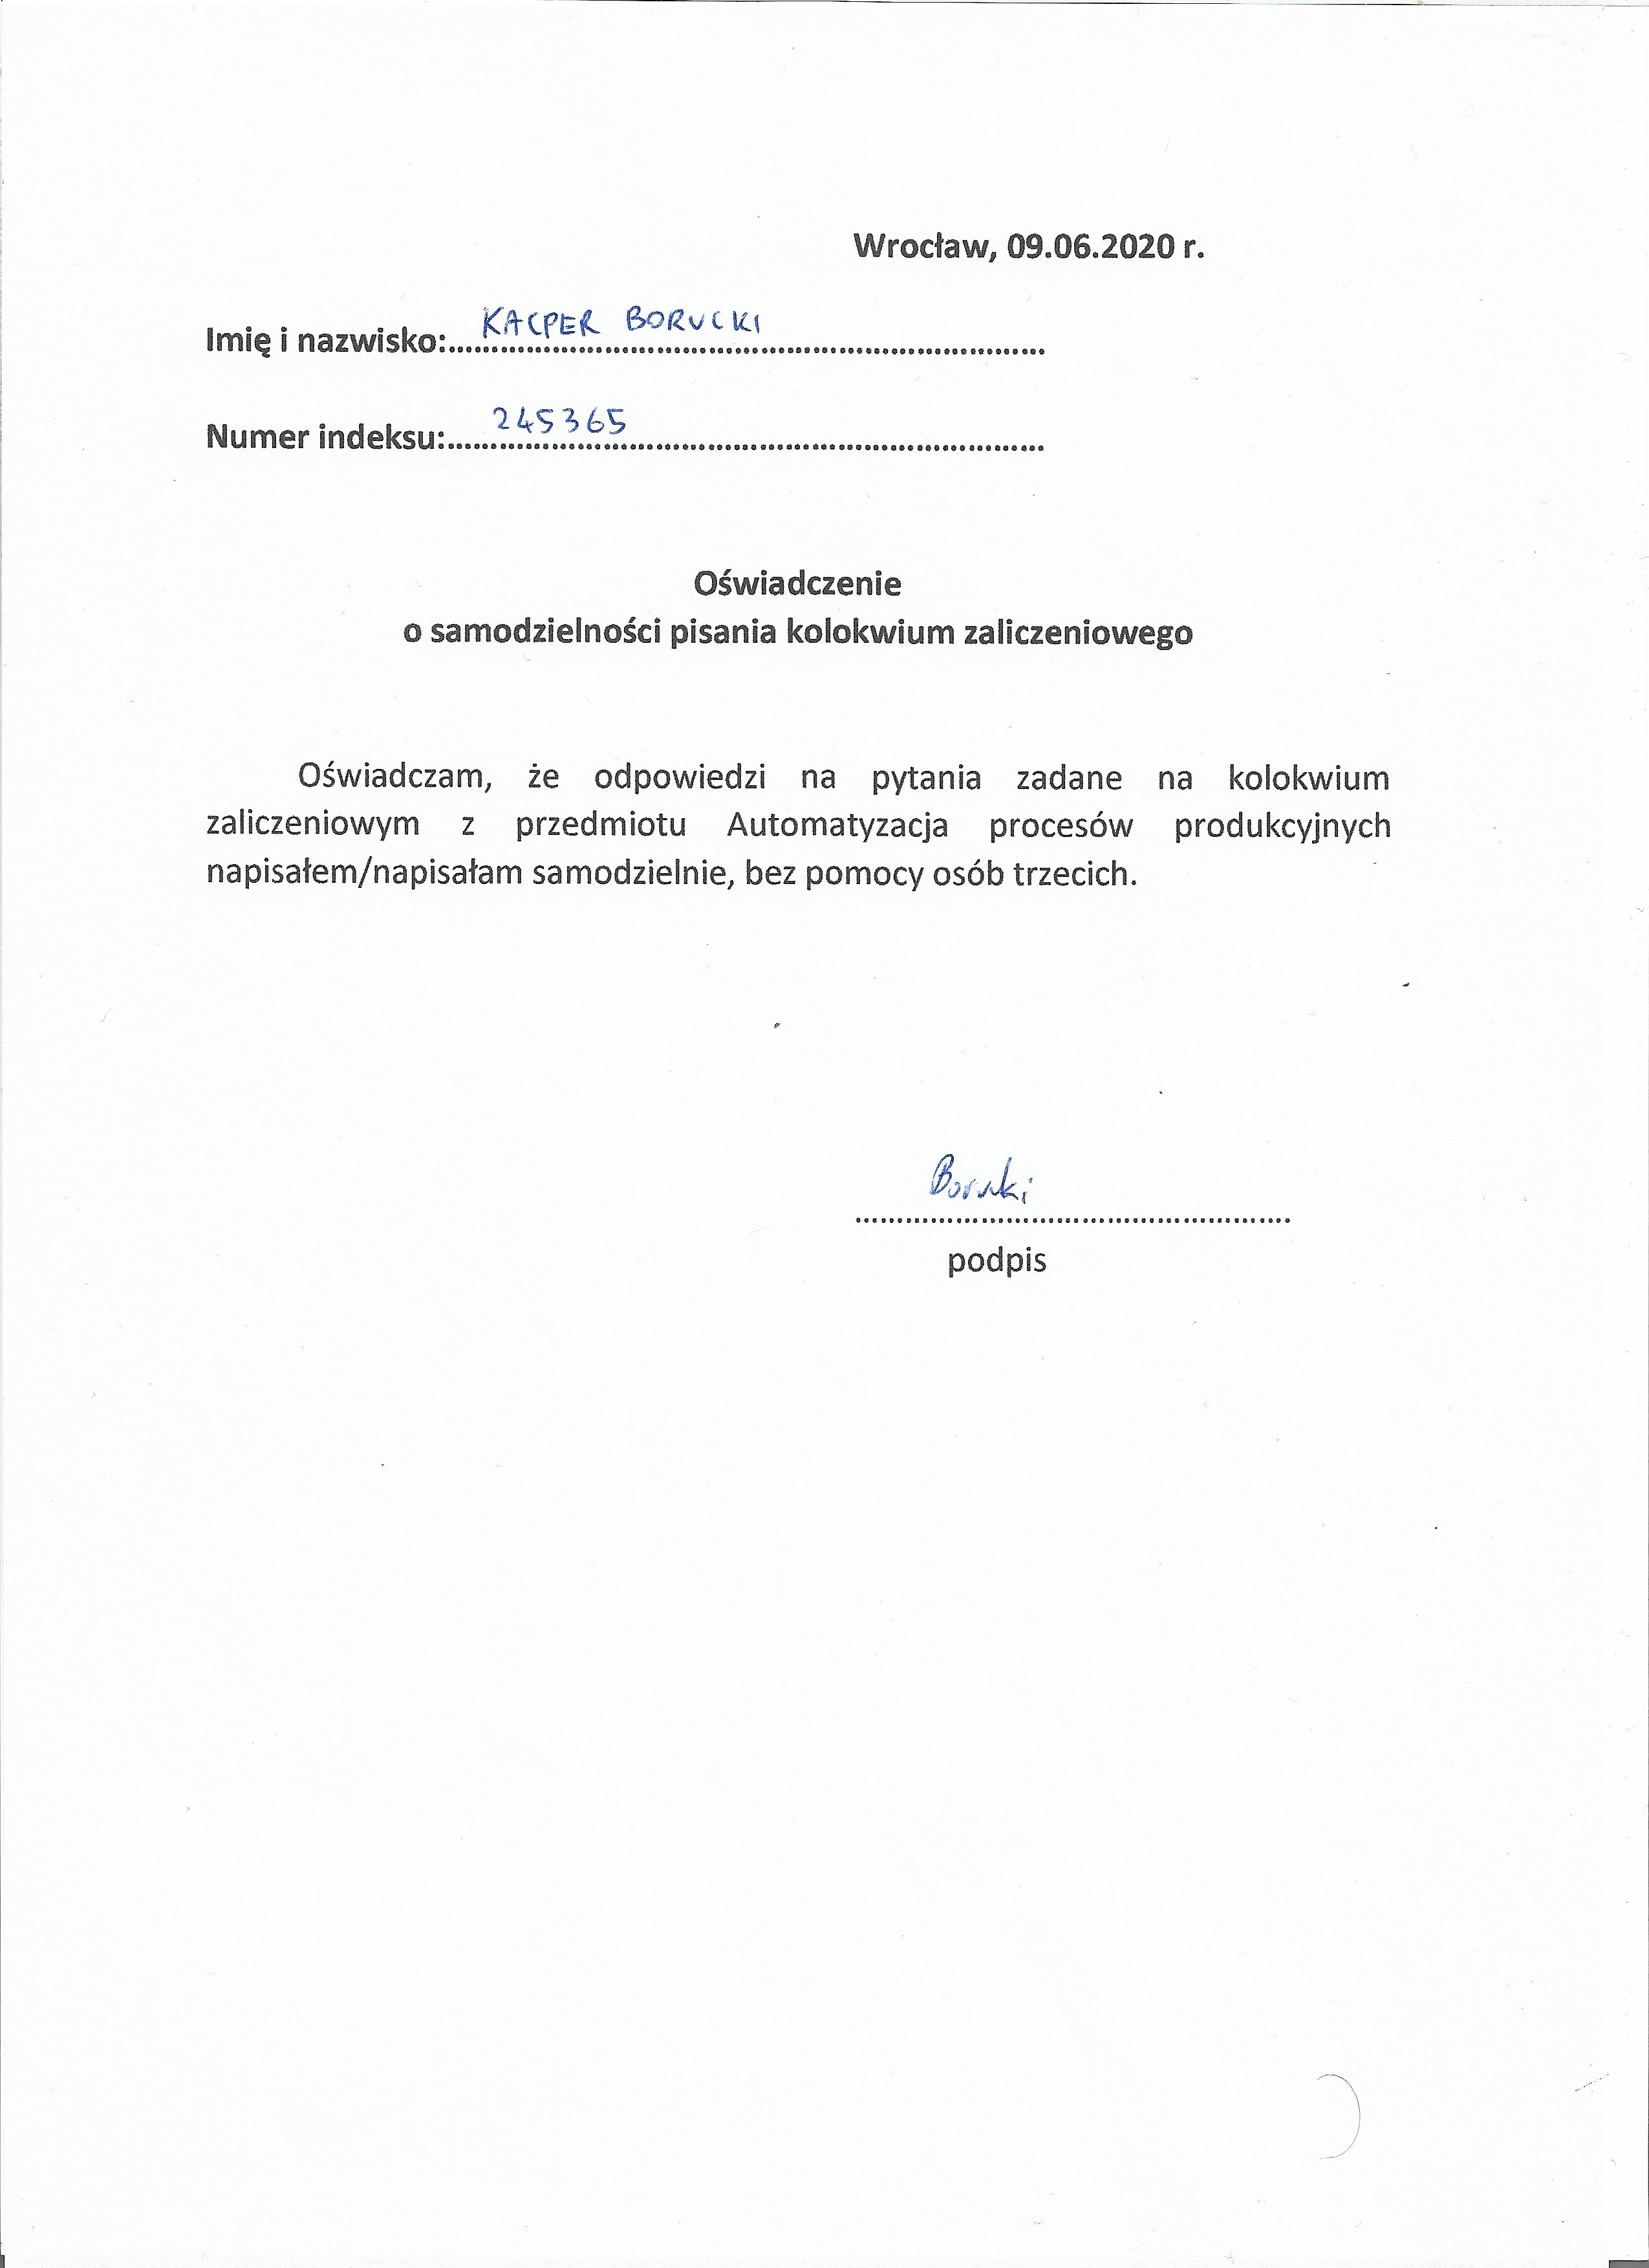 Wrocław, 09.06.2020 r.
Imię i nazwisko:.....KACPER BORUCKI.....
Numer indeksu:.....245365.....
Oświadczenie
o samodzielności pisania kolokwium zaliczeniowego
Oświadczam, że odpowiedzi na pytania zadane na kolokwium
zaliczeniowym z przedmiotu Automatyzacja procesów produkcyjnych
napisałem/napisałam samodzielnie, bez pomocy osób trzecich.
Borucki
podpis